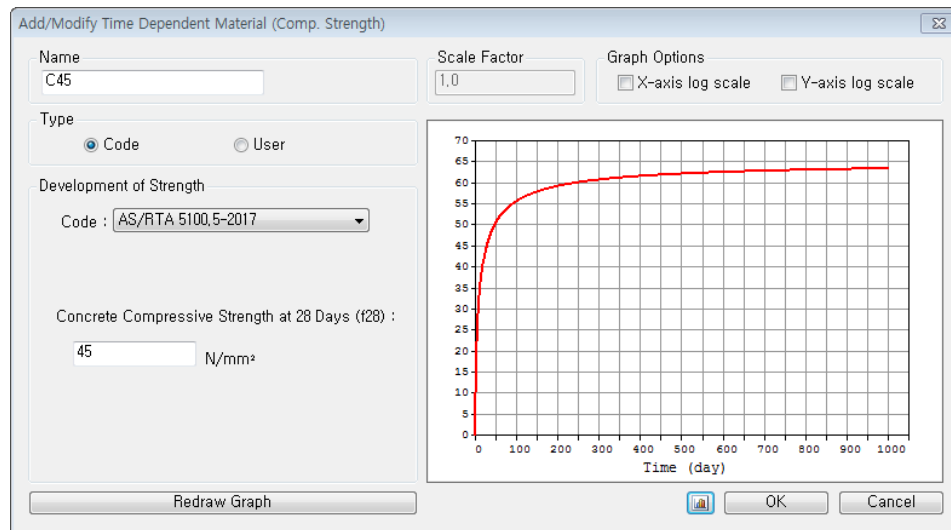 Add/Modify Time Dependent Material (Comp. Strength)
Name
C45
Scale Factor
1,0
Graph Options
X-axis log scale
Y-axis log scale
Type
Code
User
Development of Strength
Code : AS/RTA 5100,5-2017
Concrete Compressive Strength at 28 Days (f28) :
45
N/mm²
70
65
60
55
50
45
40
35
30
25
20
15
10
5
0
0 100 200 300 400 500 600 700 800 900 1000
Time (day)
Redraw Graph
OK
Cancel